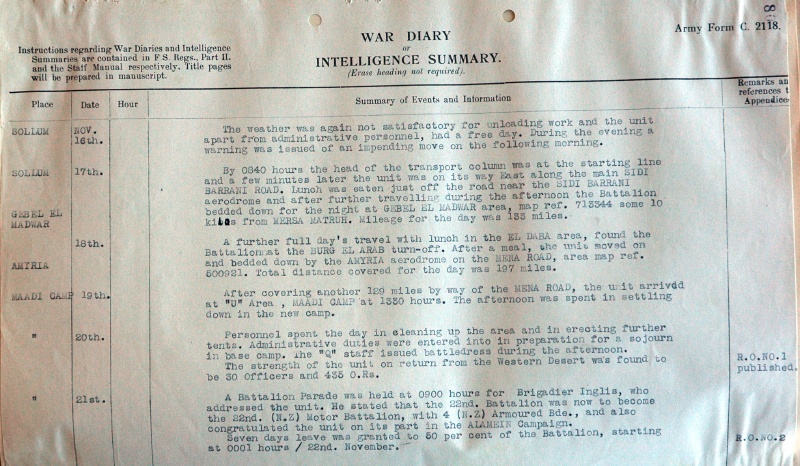 WAR DIARY
or
INTELLIGENCE SUMMARY.
(Erase heading not required).
Army Form C. 2118.
Instructions regarding War Diaries and Intelligence
Summaries are contained in F S. Regs., Part II.
and the Staff Manual respectively. Title pages
will be prepared in manuscript.
Place Date Hour Summary of Events and Information
Remarks an
references t
Appendice
SOLLUM NOV. 16th.
The weather was again not satisfactory for unloading work and the unit
apart from administrative personnel, had a free day. During the evening a
warning was issued of an impending move on the following morning.
SOLLUM 17th.
By 0840 hours the head of the transport column was at the starting line
and a few minutes later the unit was on its way East along the main SIDI
BARRANI ROAD. Lunch was eaten just off the road near the SIDI BARRANI
aerodrome and after further travelling during the afternoon the Battalion
GEBEL EL
MADWAR
bedded down for the night at GEBEL EL MADWAR area, map ref. 713344 some 10
kilos from MERSA MATRUH. Mileage for the day was 133 miles.
18th.
A further full day's travel with lunch in the EL DABA area, found the
Battalion at the BURG EL ARAB turn-off. After a meal, the unit moved on
AMYRIA
and bedded down by the AMYRIA aerodrome on the MENA ROAD, area map ref.
500921. Total distance covered for the day was 197 miles.
MAADI CAMP 19th.
After covering another 129 miles by way of the MENA ROAD, the unit arrived
at "U" Area , MAADI CAMP at 1330 hours. The afternoon was spent in settling
down in the new camp.
" 20th.
Personnel spent the day in cleaning up the area and in erecting further
tents. Administrative duties were entered into in preparation for a sojourn
in base camp. The "Q" staff issued battledress during the afternoon.
The strength of the unit on return from the Western Desert was found to
be 30 Officers and 435 O.Rs.
R.O.NO.1
published.
" 21st.
A Battalion Parade was held at 0900 hours for Brigadier Inglis, who
addressed the unit. He stated that the 22nd. Battalion was now to become
the 22nd. (N.Z) Motor Battalion, with 4 (N.Z) Armoured Bde., and also
congratulated the unit on its part in the ALAMEIN Campaign.
Seven days leave was granted to 50 per cent of the Battalion, starting
at 0001 hours / 22nd. November.
R.O.NO.2